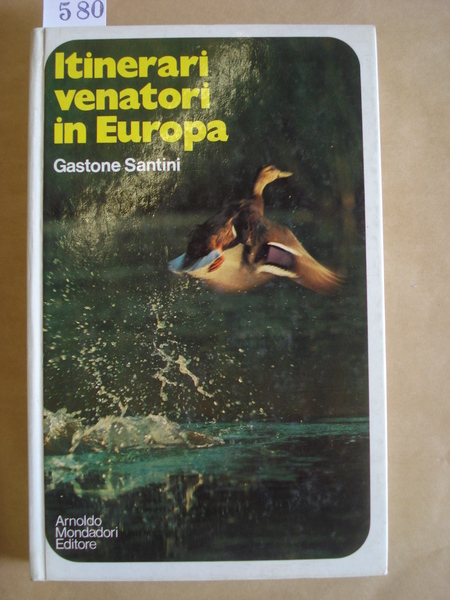 580
Itinerari
venatori
in Europa
Gastone Santini
Arnoldo
Mondadori
Editore